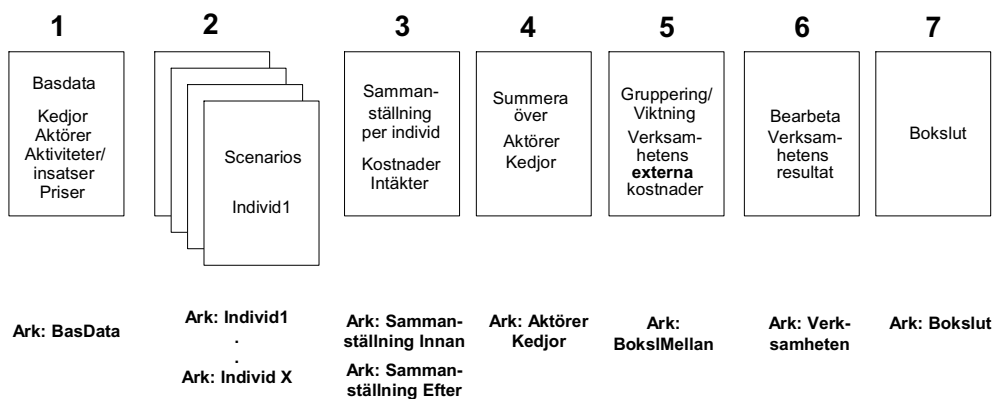 1
2
3
4
5
6
7
Basdata
Kedjor
Aktörer
Aktiviteter/
insatser
Priser
Scenarios
Individ1
Samman-
ställning
per individ
Kostnader
Intäkter
Summera
över
Aktörer
Kedjor
Gruppering/
Viktning
Verksam-
hetens
externa
kostnader
Bearbeta
Verksam-
hetens
resultat
Bokslut
Ark: BasData
Ark: Individ1
.
.
Ark: Individ X
Ark: Samman-
ställning Innan
Ark: Samman-
ställning Efter
Ark: Aktörer
Kedjor
Ark:
BokslMellan
Ark: Verk-
samheten
Ark: Bokslut